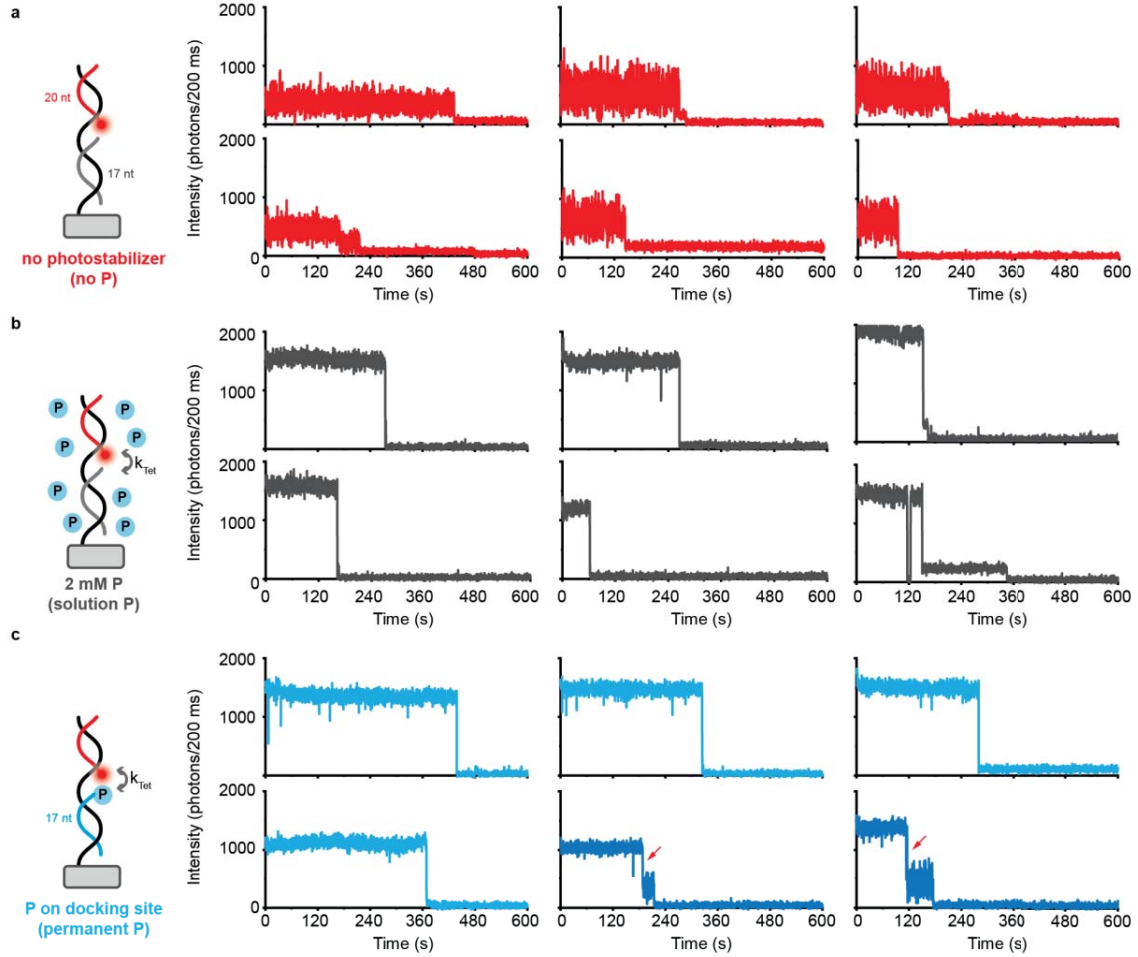 a
20 nt
17 nt
no photostabilizer
(no P)
Intensity (photons/200 ms)
2000
1000
0
2000
1000
0
0 120 240 360 480 600
0 120 240 360 480 600
0 120 240 360 480 600
Time (s)
Time (s)
Time (s)
b
P P
P P
kTet
P P
P P
2 mM P
(solution P)
Intensity (photons/200 ms)
2000
1000
0
2000
1000
0
0 120 240 360 480 600
0 120 240 360 480 600
0 120 240 360 480 600
Time (s)
Time (s)
Time (s)
c
kTet
P
17 nt
P on docking site
(permanent P)
Intensity (photons/200 ms)
2000
1000
0
2000
1000
0
0 120 240 360 480 600
0 120 240 360 480 600
0 120 240 360 480 600
Time (s)
Time (s)
Time (s)